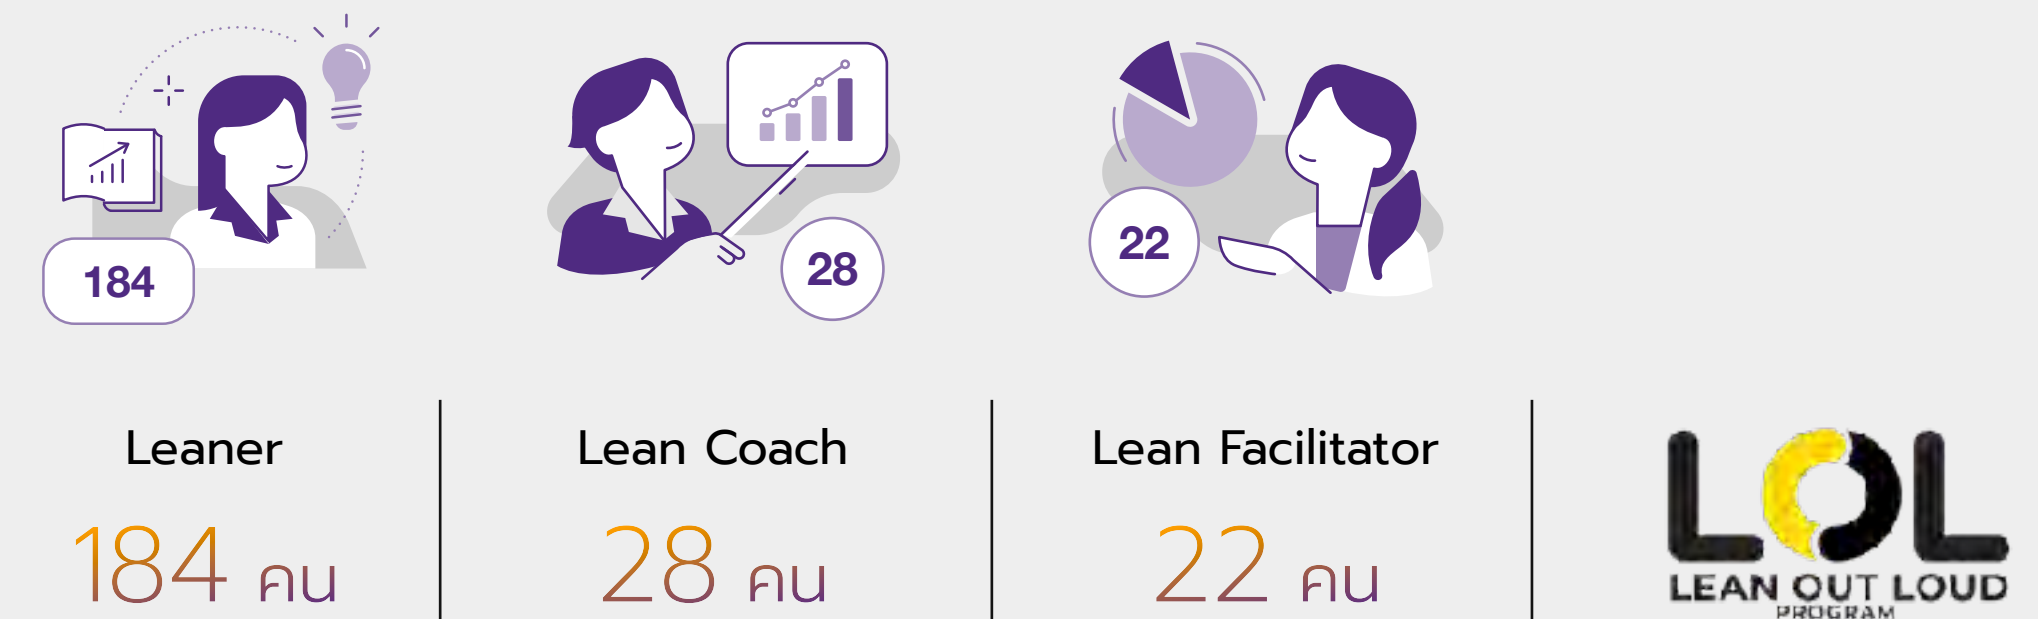 184
28
22
Leaner
184 คน
Lean Coach
28 คน
Lean Facilitator
22 คน
LOL
LEAN OUT LOUD
PROGRAM